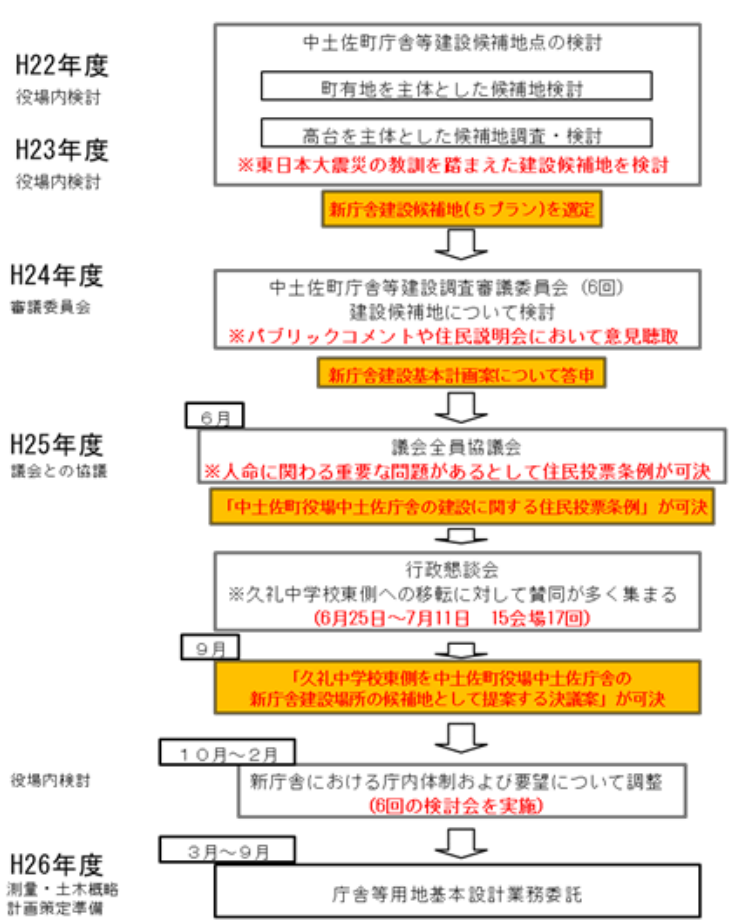 中土佐町庁舎等建設候補地点の検討
H22年度
役場内検討
町有地を主体とした候補地検討
高台を主体とした候補地調査・検討
H23年度
役場内検討
※東日本大震災の教訓を踏まえた建設候補地を検討
新庁舎建設候補地(５プラン)を選定
H24年度
審議委員会
中土佐町庁舎等建設調査審議委員会（6回）
建設候補地について検討
※パブリックコメントや住民説明会において意見聴取
新庁舎建設基本計画案について答申
６月
H25年度
議会との協議
議会全員協議会
※人命に関わる重要な問題があるとして住民投票条例が可決
「中土佐町役場中土佐庁舎の建設に関する住民投票条例」が可決
行政懇談会
※久礼中学校東側への移転に対して賛同が多く集まる
(6月25日～7月11日　15会場17回)
９月
「久礼中学校東側を中土佐町役場中土佐庁舎の
新庁舎建設場所の候補地として提案する決議案」が可決
１０月～２月
役場内検討
新庁舎における庁内体制および要望について調整
(6回の検討会を実施)
３月～９月
H26年度
測量・土木概略
計画策定準備
庁舎等用地基本設計業務委託